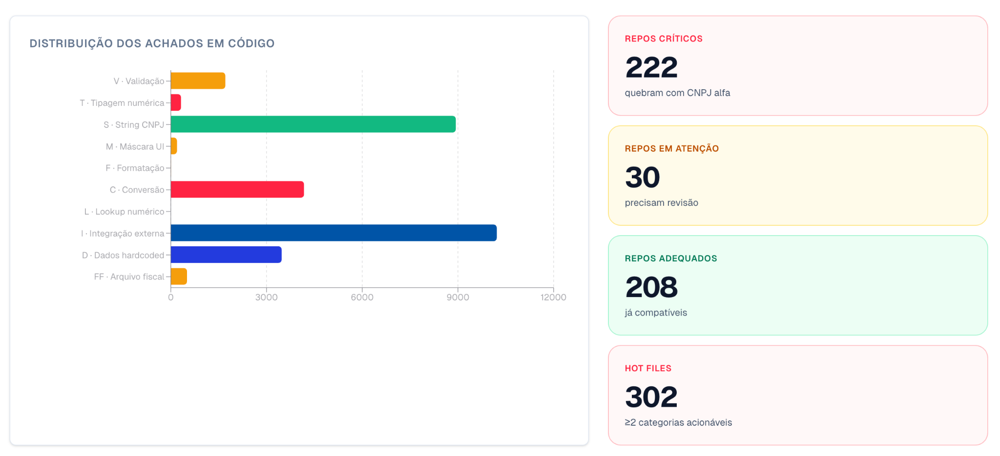 DISTRIBUIÇÃO DOS ACHADOS EM CÓDIGO
V · Validação
T · Tipagem numérica
S · String CNPJ
M · Máscara UI
F · Formatação
C · Conversão
L · Lookup numérico
I · Integração externa
D · Dados hardcoded
FF · Arquivo fiscal
0 3000 6000 9000 12000
REPOS CRÍTICOS
222
quebram com CNPJ alfa
REPOS EM ATENÇÃO
30
precisam revisão
REPOS ADEQUADOS
208
já compatíveis
HOT FILES
302
≥2 categorias acionáveis